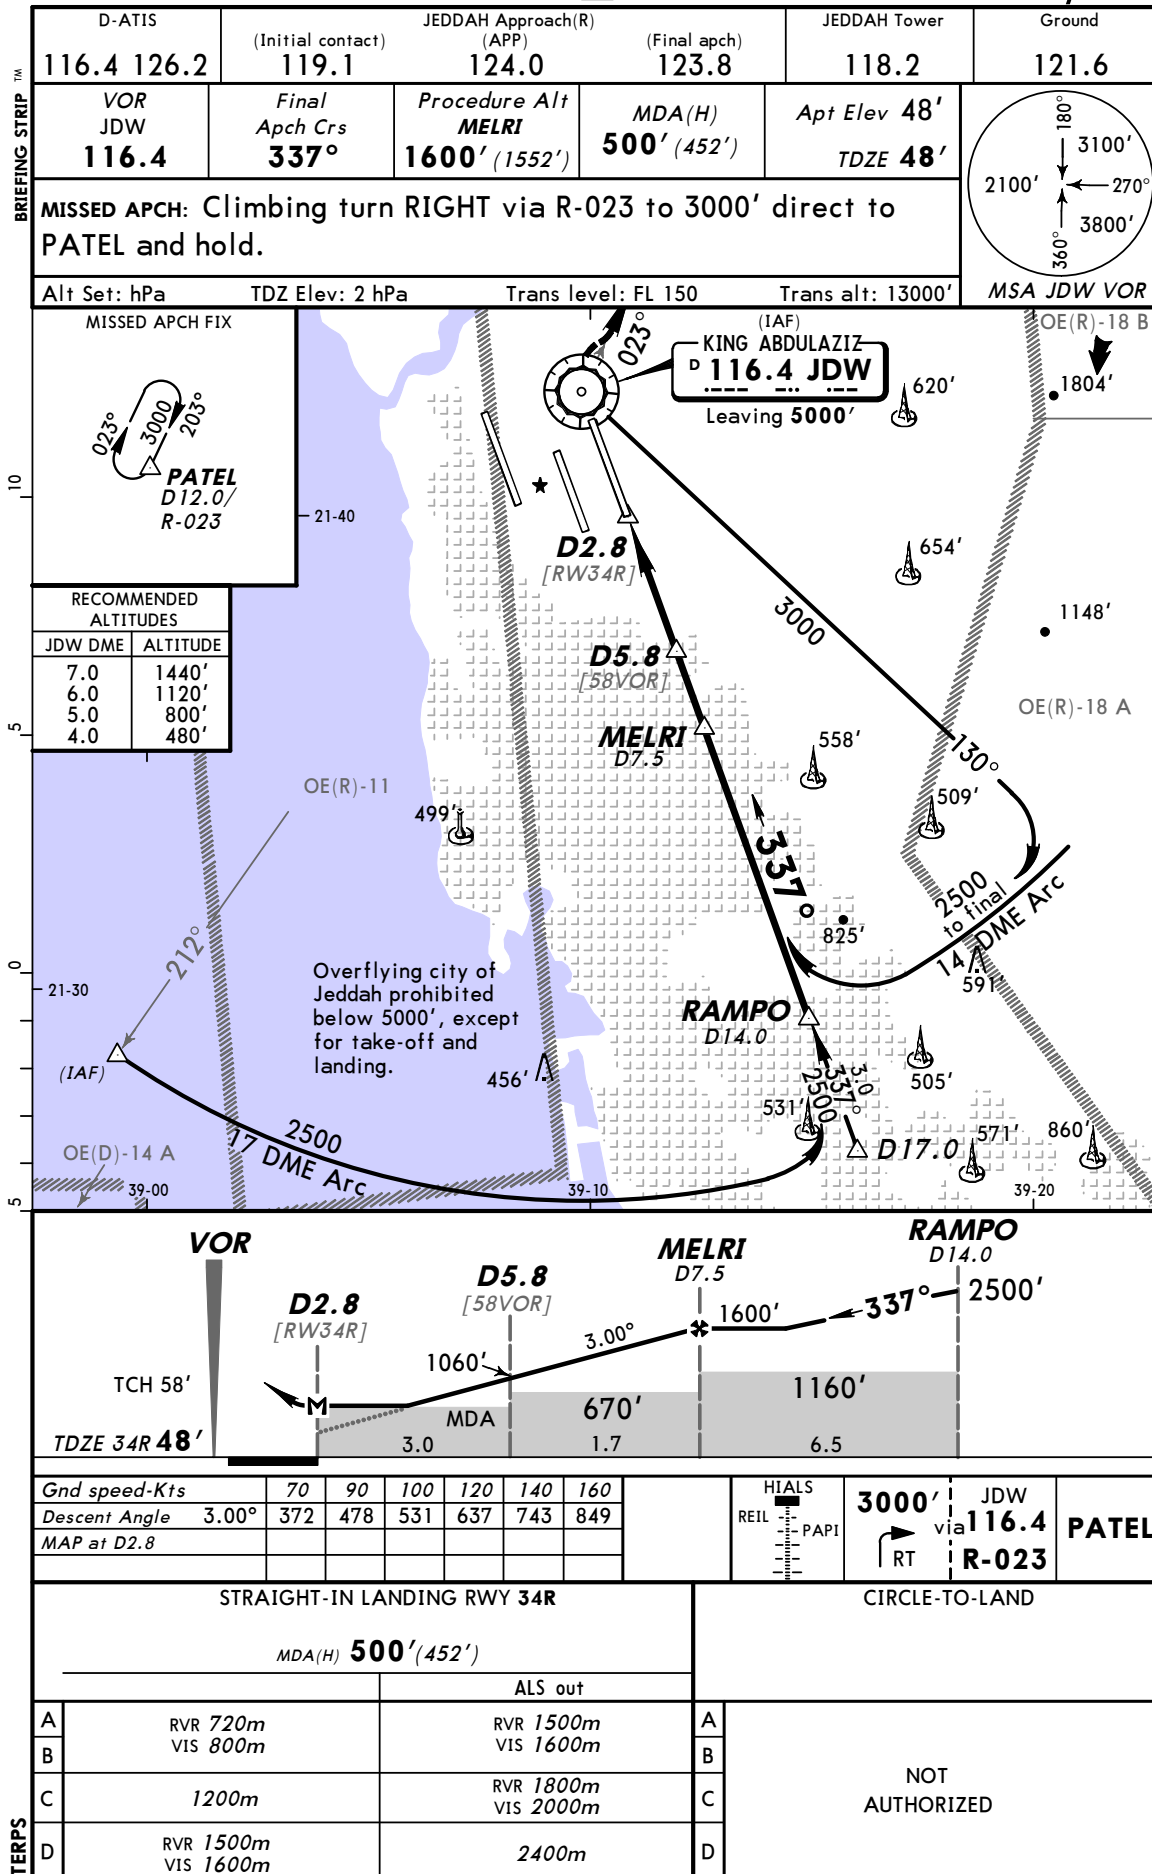 D-ATIS
116.4 126.2
JEDDAH Approach(R)
(APP)
(Initial contact)
119.1
124.0
(Final apch)
123.8
JEDDAH Tower
118.2
Ground
121.6
BRIEFING STRIP TM
VOR
JDW
116.4
Final
Apch Crs
337°
Procedure Alt
MELRI
1600' (1552')
MDA(H)
500' (452')
Apt Elev 48'
TDZE 48'
180°
3100'
2100'
270°
3800'
360°
MSA JDW VOR
MISSED APCH: Climbing turn RIGHT via R-023 to 3000' direct to
PATEL and hold.
Alt Set: hPa
TDZ Elev: 2 hPa
Trans level: FL 150
Trans alt: 13000'
MISSED APCH FIX
023°
3000
203°
PATEL
D12.0/
R-023
023°
(IAF)
KING ABDULAZIZ
D 116.4 JDW
Leaving 5000'
OE(R)-18 B
1804'
620'
10
21-40
D2.8
[RW34R]
654'
3000
1148'
RECOMMENDED
ALTITUDES
JDW DME ALTITUDE
7.0 1440'
6.0 1120'
5.0 800'
4.0 480'
5
D5.8
[58VOR]
OE(R)-18 A
MELRI
D7.5
558'
130°
OE(R)-11
499'
509'
337°
2500
to final
14 DME Arc
825'
591'
212°
0
21-30
Overflying city of
Jeddah prohibited
below 5000', except
for take-off and
landing.
RAMPO
D14.0
(IAF)
456'
505'
3.0
337°
2500
531'
D17.0
571'
860'
2500
17 DME Arc
OE(D)-14 A
39-00
39-10
39-20
5
VOR
RAMPO
D14.0
MELRI
D7.5
D5.8
[58VOR]
D2.8
[RW34R]
337°
2500'
1600'
3.00°
1060'
TCH 58'
1160'
670'
MDA
TDZE 34R 48'
3.0
1.7
6.5
Gnd speed-Kts 70 90 100 120 140 160
Descent Angle 3.00° 372 478 531 637 743 849
MAP at D2.8
HIALS
REIL
PAPI
3000'
RT
via
JDW
116.4
R-023
PATEL
STRAIGHT-IN LANDING RWY 34R
MDA(H) 500' (452')
ALS out
CIRCLE-TO-LAND
A
B
RVR 720m
VIS 800m
RVR 1500m
VIS 1600m
C
1200m
RVR 1800m
VIS 2000m
D
RVR 1500m
VIS 1600m
2400m
A
B
C
D
NOT
AUTHORIZED
TERPS